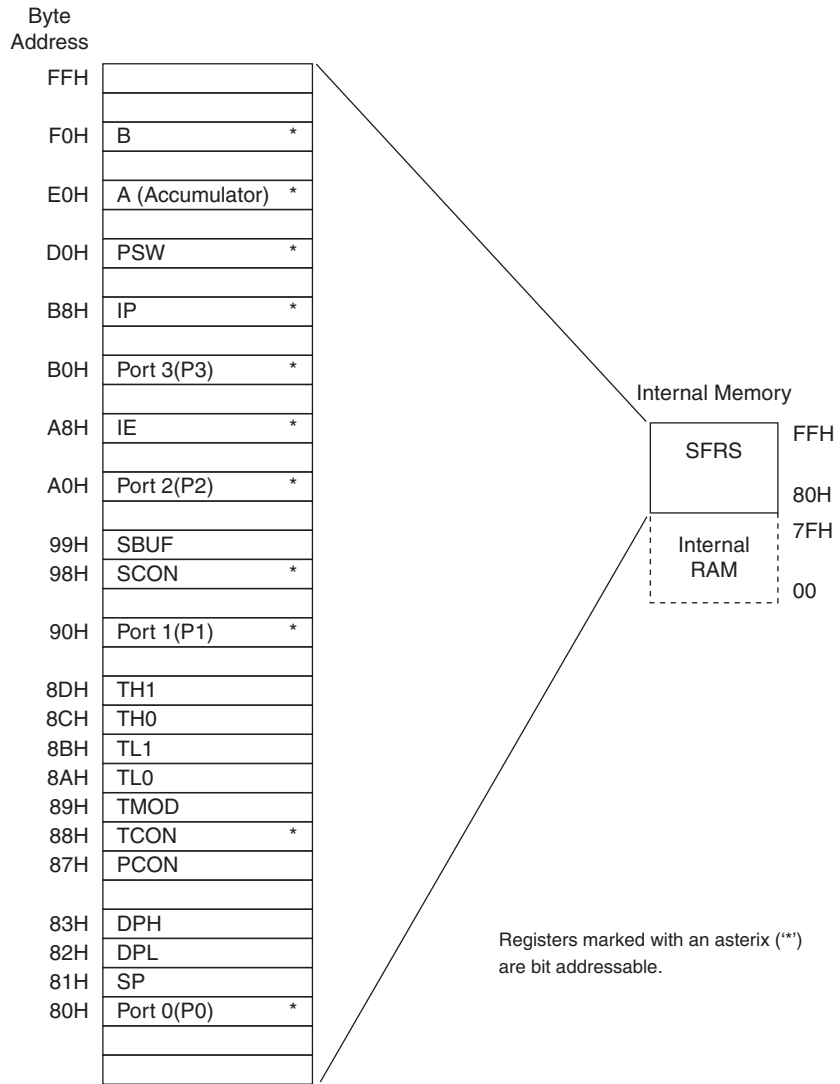 Byte
Address
FFH
F0H B *
E0H A (Accumulator) *
D0H PSW *
B8H IP *
B0H Port 3(P3) *
A8H IE *
A0H Port 2(P2) *
99H SBUF
98H SCON *
90H Port 1(P1) *
8DH TH1
8CH TH0
8BH TL1
8AH TL0
89H TMOD
88H TCON *
87H PCON
83H DPH
82H DPL
81H SP
80H Port 0(P0) *
Internal Memory
SFRS
FFH
80H
Internal
RAM
7FH
00
Registers marked with an asterix (‘*’)
are bit addressable.